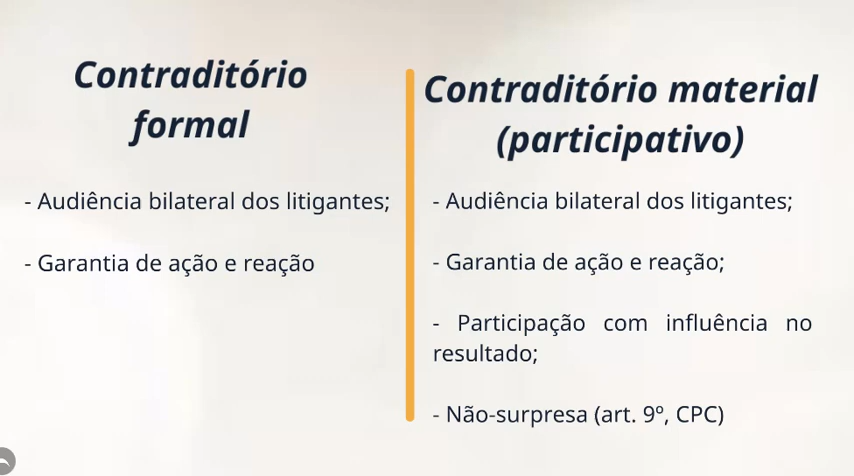 Contraditório
formal
- Audiência bilateral dos litigantes;
- Garantia de ação e reação
Contraditório material
(participativo)
- Audiência bilateral dos litigantes;
- Garantia de ação e reação;
- Participação com influência no
resultado;
- Não-surpresa (art. 9º, CPC)